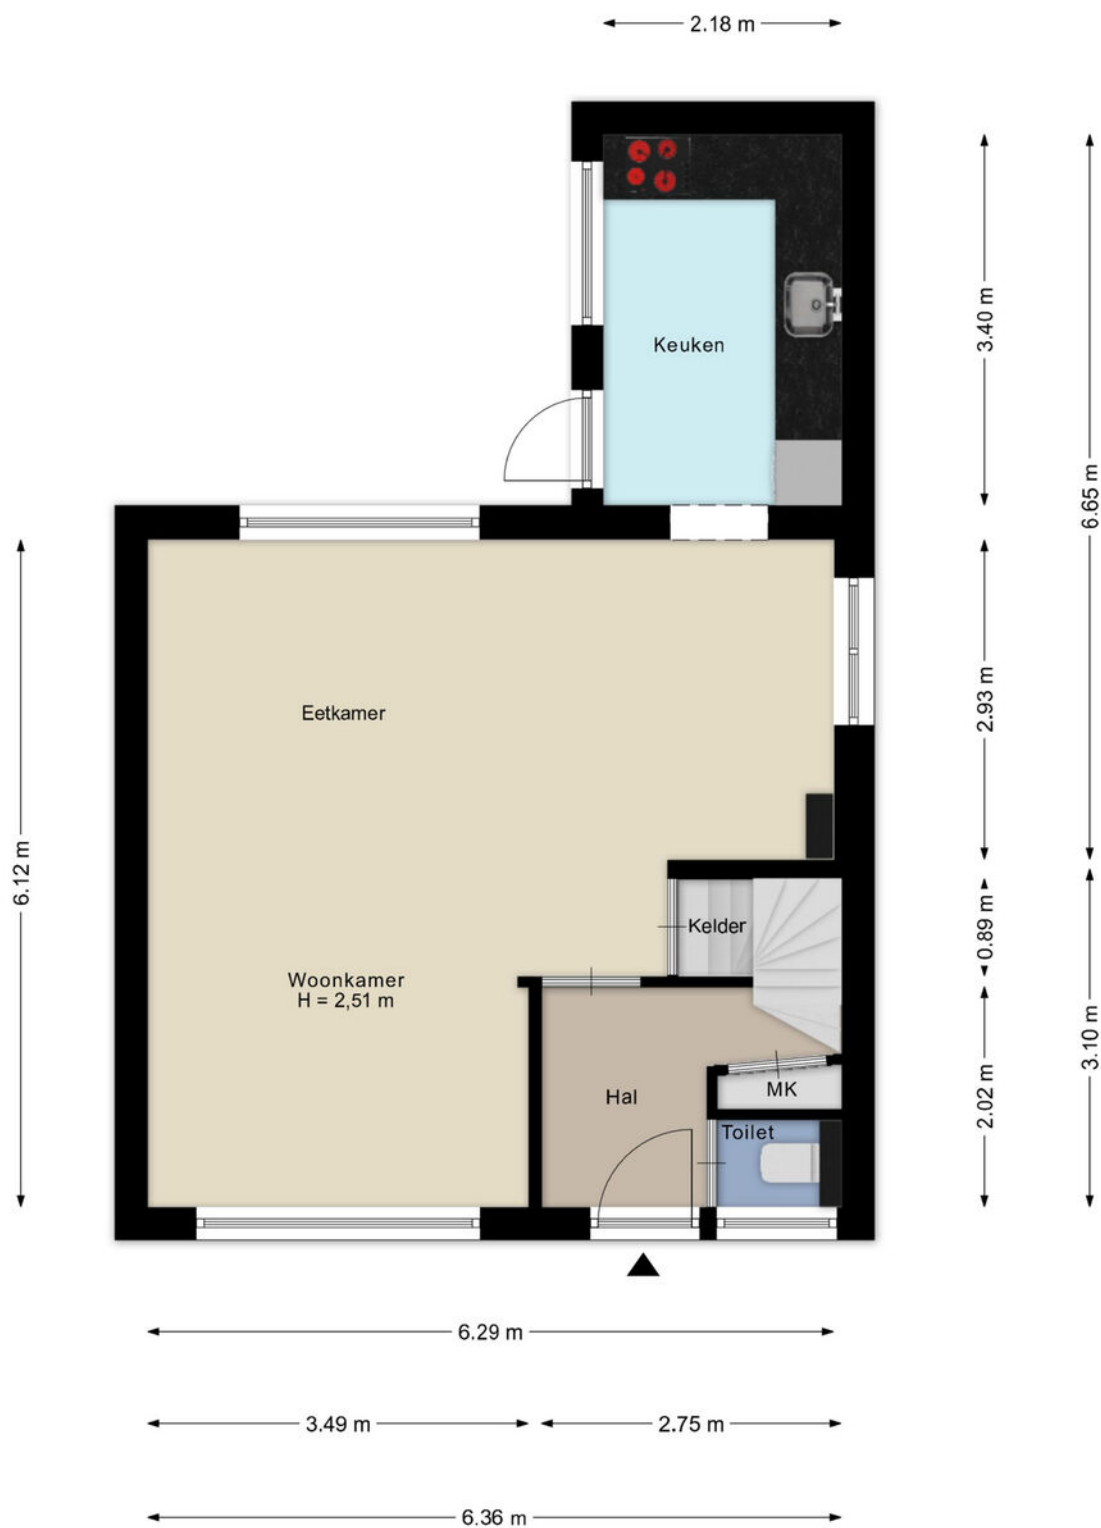 2.18 m
3.40 m
6.65 m
Keuken
2.93 m
Eetkamer
6.12 m
Kelder
0.89 m
Woonkamer
H = 2,51 m
3.10 m
2.02 m
MK
Hal
Toilet
6.29 m
3.49 m
2.75 m
6.36 m